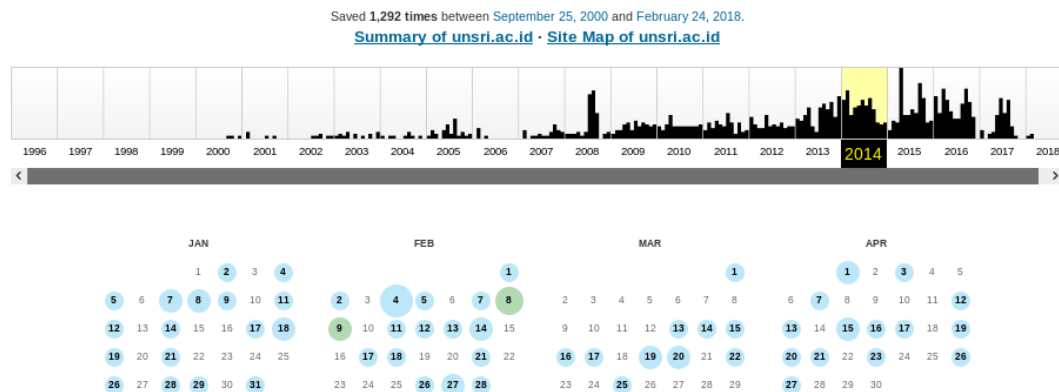 Saved 1,292 times between September 25, 2000 and February 24, 2018.
Summary of unsri.ac.id · Site Map of unsri.ac.id
1996 1997 1998 1999 2000 2001 2002 2003 2004 2005 2006 2007 2008 2009 2010 2011 2012 2013 2014 2015 2016 2017 2018
JAN FEB MAR APR
1 2 3 4 1 1 1 2 3 4 5
5 6 7 8 9 10 11 2 3 4 5 6 7 8 2 3 4 5 6 7 8 6 7 8 9 10 11 12
12 13 14 15 16 17 18 9 10 11 12 13 14 15 9 10 11 12 13 14 15 13 14 15 16 17 18 19
19 20 21 22 23 24 25 16 17 18 19 20 21 22 16 17 18 19 20 21 22 20 21 22 23 24 25 26
26 27 28 29 30 31 23 24 25 26 27 28 23 24 25 26 27 28 29 27 28 29 30